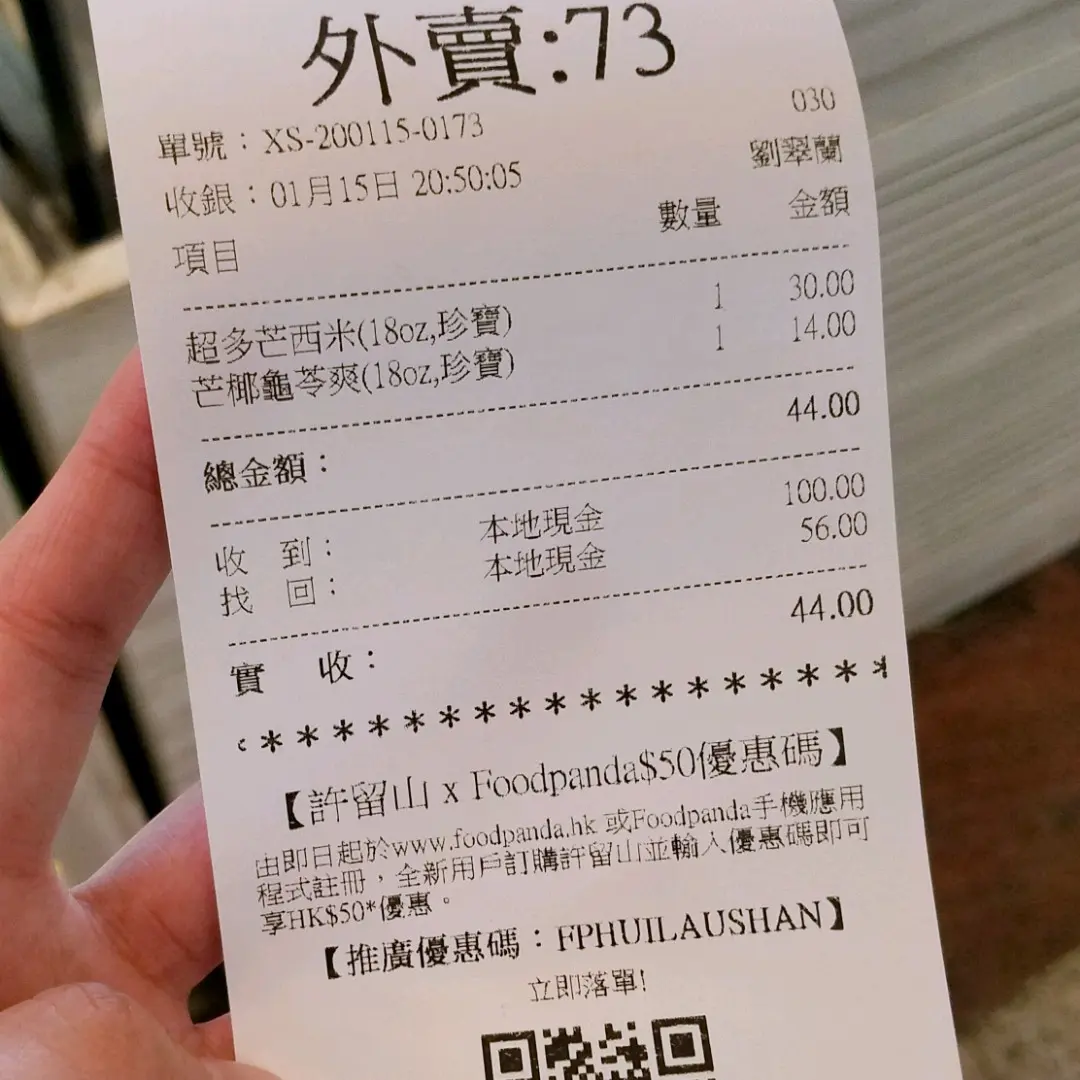 外賣:73
單號：XS-200115-0173 030
收銀：01月15日 20:50:05 劉翠蘭
項目 數量 金額
超多芒西米(18oz,珍寶) 1 30.00
芒椰龜苓爽(18oz,珍寶) 1 14.00
總金額： 44.00
收 到： 本地現金 100.00
找 回： 本地現金 56.00
實 收： 44.00
******************
【許留山 x Foodpanda$50優惠碼】
由即日起於www.foodpanda.hk 或Foodpanda手機應用
程式註冊，全新用戶訂購許留山並輸入優惠碼即可
享HK$50*優惠。
【推廣優惠碼：FPHUILAUSHAN】
立即落單!